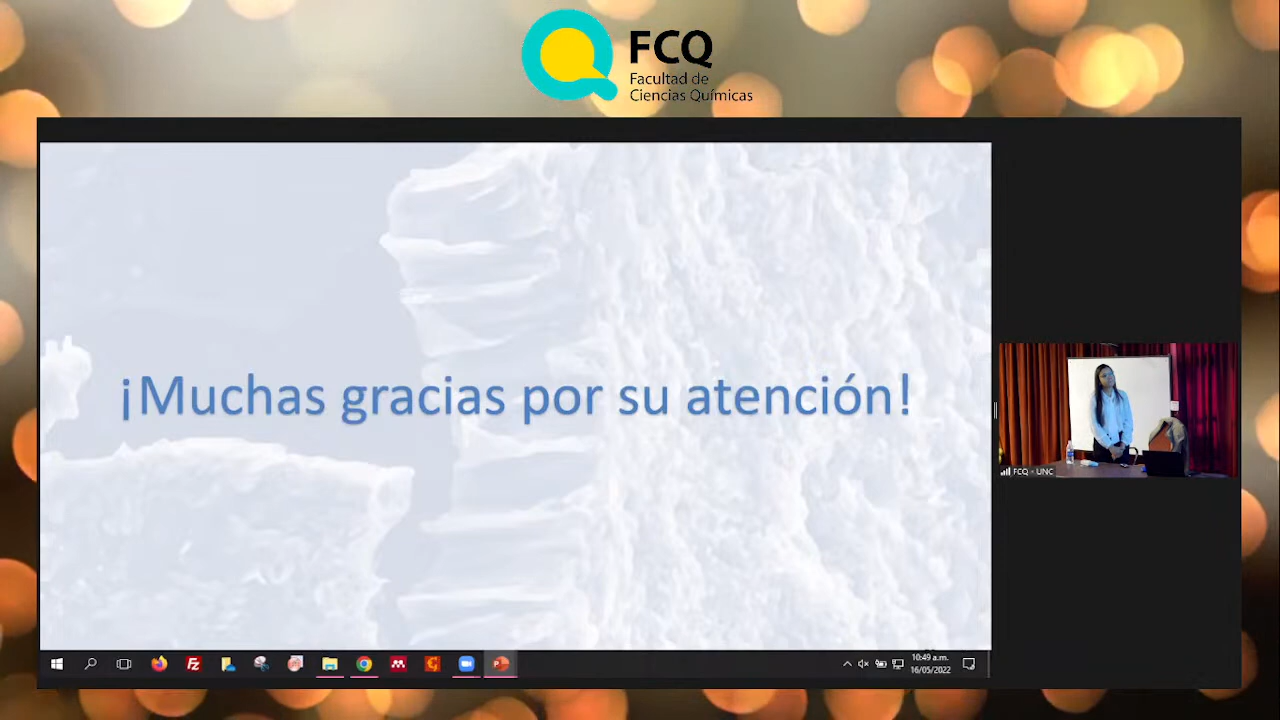 FCQ
Facultad de
Ciencias Químicas
¡Muchas gracias por su atención!
FCQ - UNC
10:49 a.m.
16/05/2022